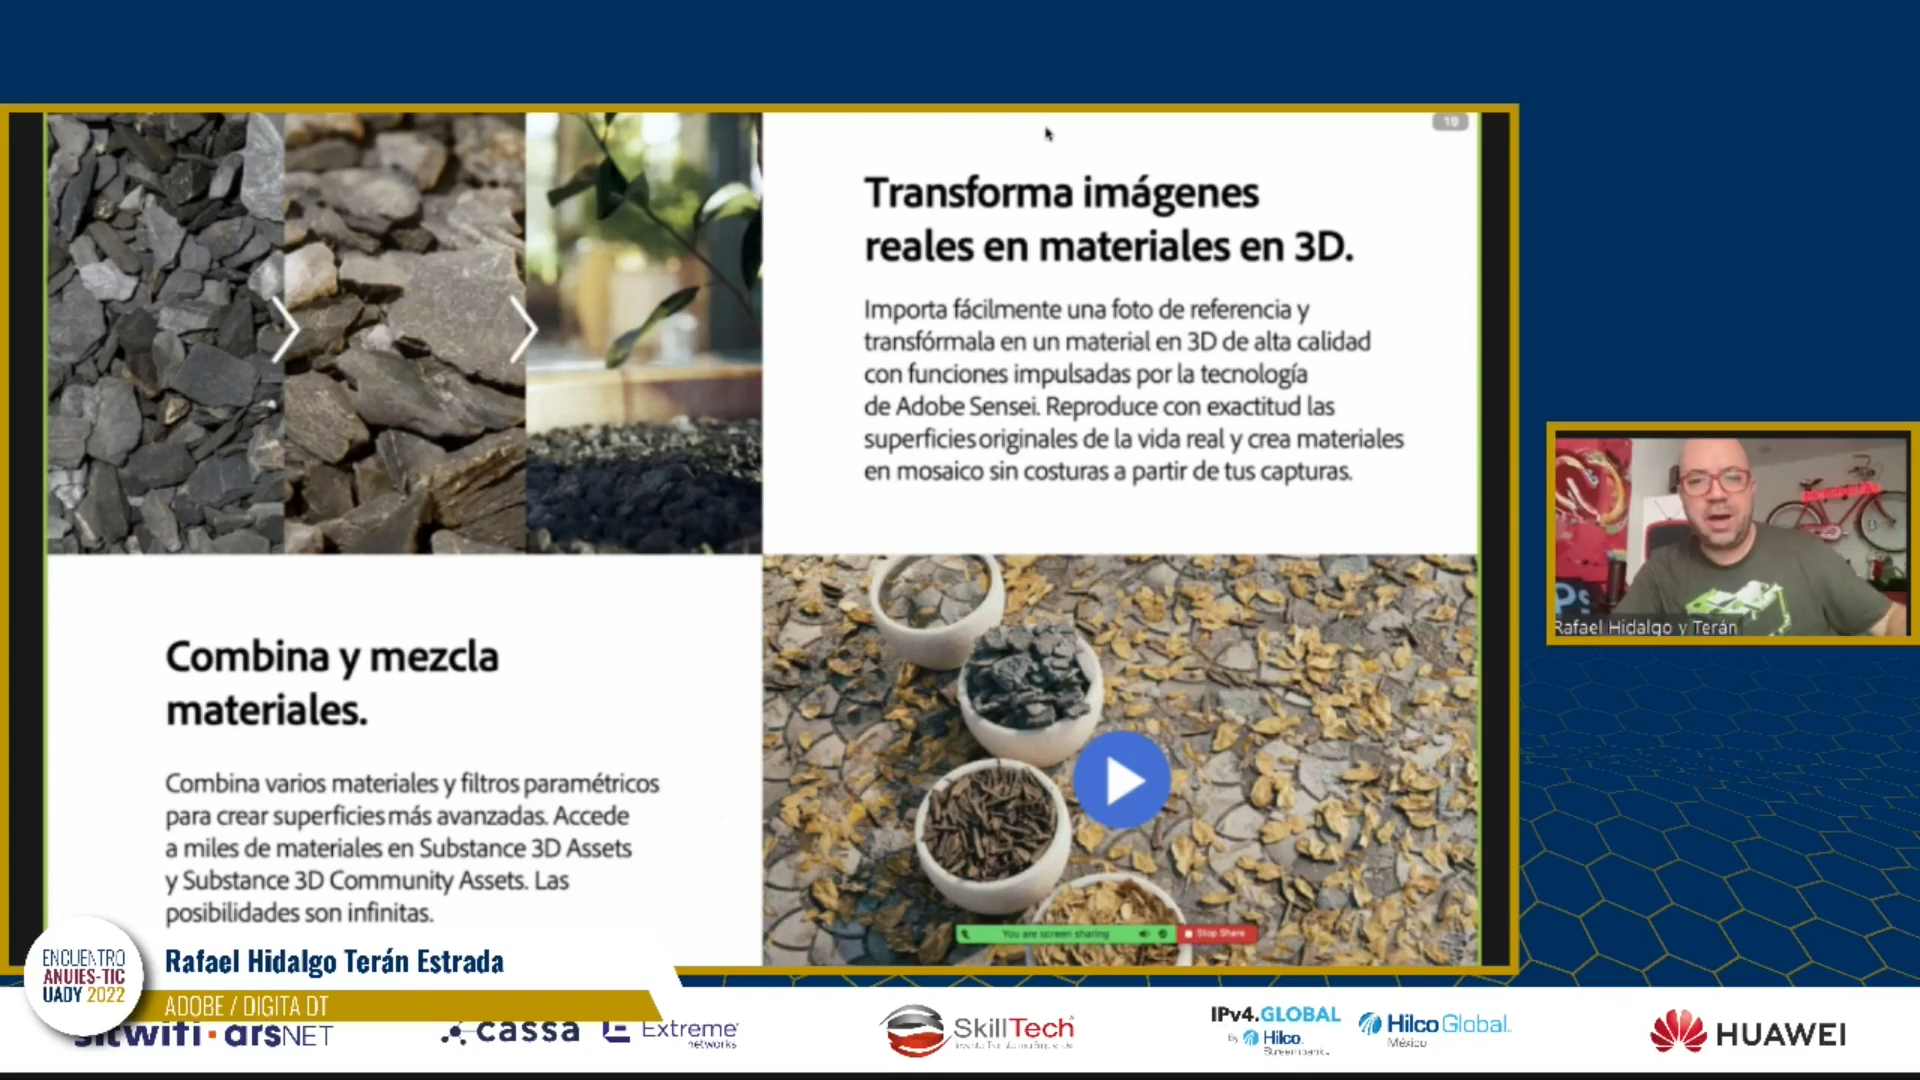 19
Transforma imágenes
reales en materiales en 3D.
Importa fácilmente una foto de referencia y
transfórmala en un material en 3D de alta calidad
con funciones impulsadas por la tecnología
de Adobe Sensei. Reproduce con exactitud las
superficies originales de la vida real y crea materiales
en mosaico sin costuras a partir de tus capturas.
Combina y mezcla
materiales.
Combina varios materiales y filtros paramétricos
para crear superficies más avanzadas. Accede
a miles de materiales en Substance 3D Assets
y Substance 3D Community Assets. Las
posibilidades son infinitas.
You are screen sharing
Stop Share
Ps
Rafael Hidalgo y Terán
ENCUENTRO
ANUIES-TIC
UADY 2022
Rafael Hidalgo Terán Estrada
ADOBE / DIGITA DT
sitwifi · arsNET
cassa
Extreme
networks
SkillTech
IPv4.GLOBAL
By Hilco.
Hilco Global
México
HUAWEI